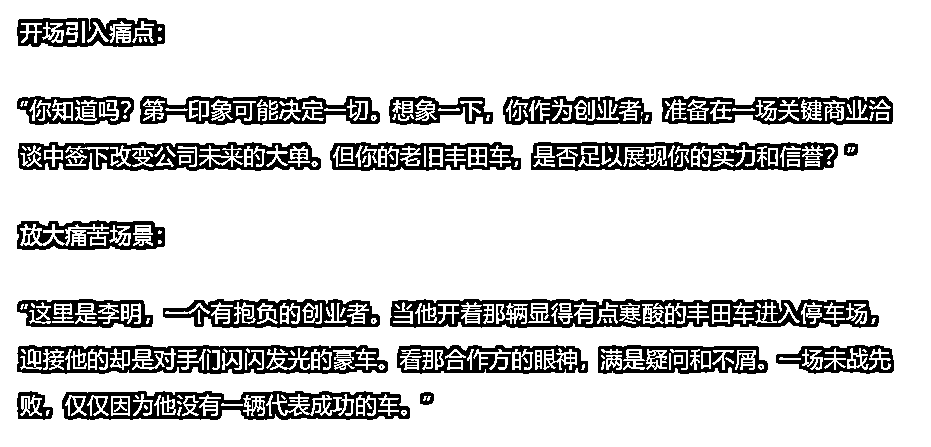 开场引入痛点：
“你知道吗？第一印象可能决定一切。想象一下，你作为创业者，准备在一场关键商业洽
谈中签下改变公司未来的大单。但你的老旧丰田车，是否足以展现你的实力和信誉？”
放大痛苦场景：
“这里是李明，一个有抱负的创业者。当他开着那辆显得有点寒酸的丰田车进入停车场，
迎接他的却是对手们闪闪发光的豪车。看那合作方的眼神，满是疑问和不屑。一场未战先
败，仅仅因为他没有一辆代表成功的车。”